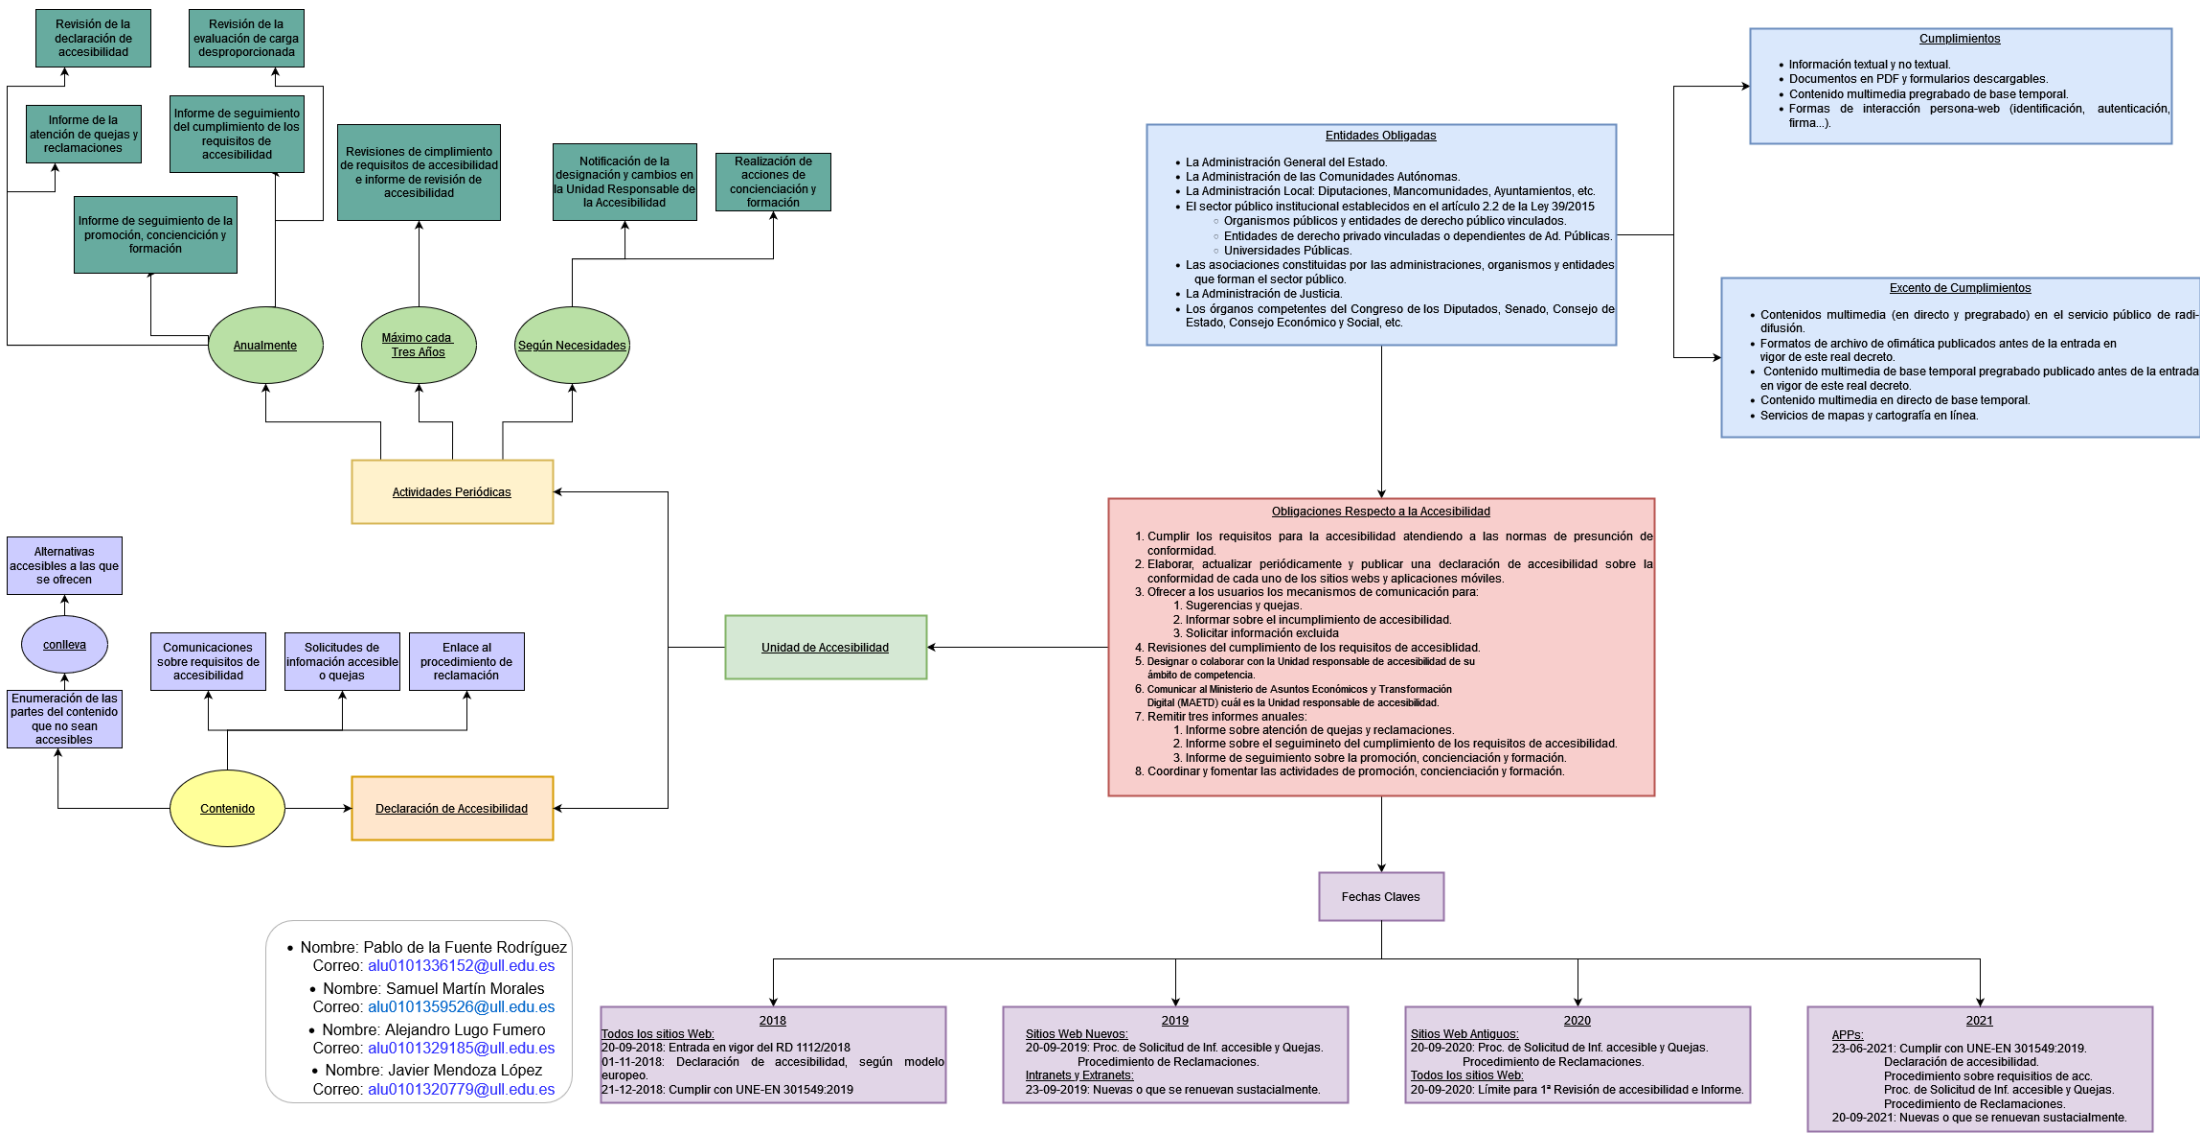 Revisión de la
declaración de
accesibilidad
Revisión de la
evaluación de carga
desproporcionada
Informe de la
atención de quejas y
reclamaciones
Informe de seguimiento
del cumplimiento de los
requisitos de
accesibilidad
Informe de seguimiento de la
promoción, conciencición y
formación
Revisiones de cimplimiento
de requisitos de accesibilidad
e informe de revisión de
accesibilidad
Notificación de la
designación y cambios en
la Unidad Responsable de
la Accesibilidad
Realización de
acciones de
concienciación y
formación
Anualmente
Máximo cada
Tres Años
Según Necesidades
Actividades Periódicas
Cumplimientos
• Información textual y no textual.
• Documentos en PDF y formularios descargables.
• Contenido multimedia pregrabado de base temporal.
• Formas de interacción persona-web (identificación, autenticación,
firma...).
Entidades Obligadas
• La Administración General del Estado.
• La Administración de las Comunidades Autónomas.
• La Administración Local: Diputaciones, Mancomunidades, Ayuntamientos, etc.
• El sector público institucional establecidos en el artículo 2.2 de la Ley 39/2015
◦ Organismos públicos y entidades de derecho público vinculados.
◦ Entidades de derecho privado vinculadas o dependientes de Ad. Públicas.
◦ Universidades Públicas.
• Las asociaciones constituidas por las administraciones, organismos y entidades
que forman el sector público.
• La Administración de Justicia.
• Los órganos competentes del Congreso de los Diputados, Senado, Consejo de
Estado, Consejo Económico y Social, etc.
Excento de Cumplimientos
• Contenidos multimedia (en directo y pregrabado) en el servicio público de radi-
difusión.
• Formatos de archivo de ofimática publicados antes de la entrada en
vigor de este real decreto.
• Contenido multimedia de base temporal pregrabado publicado antes de la entrada
en vigor de este real decreto.
• Contenido multimedia en directo de base temporal.
• Servicios de mapas y cartografía en línea.
Obligaciones Respecto a la Accesibilidad
1. Cumplir los requisitos para la accesibilidad atendiendo a las normas de presunción de
conformidad.
2. Elaborar, actualizar periódicamente y publicar una declaración de accesibilidad sobre la
conformidad de cada uno de los sitios webs y aplicaciones móviles.
3. Ofrecer a los usuarios los mecanismos de comunicación para:
1. Sugerencias y quejas.
2. Informar sobre el incumplimiento de accesibilidad.
3. Solicitar información excluida
4. Revisiones del cumplimiento de los requisitos de accesiblidad.
5. Designar o colaborar con la Unidad responsable de accesibilidad de su
ámbito de competencia.
6. Comunicar al Ministerio de Asuntos Económicos y Transformación
Digital (MAETD) cuál es la Unidad responsable de accesibilidad.
7. Remitir tres informes anuales:
1. Informe sobre atención de quejas y reclamaciones.
2. Informe sobre el seguimineto del cumplimiento de los requisitos de accesibilidad.
3. Informe de seguimiento sobre la promoción, concienciación y formación.
8. Coordinar y fomentar las actividades de promoción, concienciación y formación.
Unidad de Accesibilidad
Alternativas
accesibles a las que
se ofrecen
conlleva
Enumeración de las
partes del contenido
que no sean
accesibles
Comunicaciones
sobre requisitos de
accesibilidad
Solicitudes de
infomación accesible
o quejas
Enlace al
procedimiento de
reclamación
Contenido
Declaración de Accesibilidad
Fechas Claves
• Nombre: Pablo de la Fuente Rodríguez
Correo: alu0101336152@ull.edu.es
• Nombre: Samuel Martín Morales
Correo: alu0101359526@ull.edu.es
• Nombre: Alejandro Lugo Fumero
Correo: alu0101329185@ull.edu.es
• Nombre: Javier Mendoza López
Correo: alu0101320779@ull.edu.es
2018
Todos los sitios Web:
20-09-2018: Entrada en vigor del RD 1112/2018
01-11-2018: Declaración de accesibilidad, según modelo
europeo.
21-12-2018: Cumplir con UNE-EN 301549:2019
2019
Sitios Web Nuevos:
20-09-2019: Proc. de Solicitud de Inf. accesible y Quejas.
Procedimiento de Reclamaciones.
Intranets y Extranets:
23-09-2019: Nuevas o que se renuevan sustacialmente.
2020
Sitios Web Antiguos:
20-09-2020: Proc. de Solicitud de Inf. accesible y Quejas.
Procedimiento de Reclamaciones.
Todos los sitios Web:
20-09-2020: Límite para 1ª Revisión de accesibilidad e Informe.
2021
APPs:
23-06-2021: Cumplir con UNE-EN 301549:2019.
Declaración de accesibilidad.
Procedimiento sobre requisitios de acc.
Proc. de Solicitud de Inf. accesible y Quejas.
Procedimiento de Reclamaciones.
20-09-2021: Nuevas o que se renuevan sustacialmente.